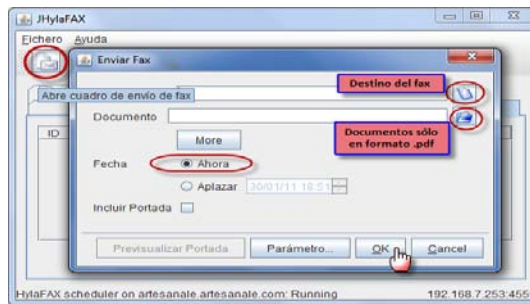 JHylaFAX
Fichero Ayuda
Enviar Fax
Destino del fax
Abre cuadro de envío de fax
Documento
ID
More
Documentos sólo
en formato .pdf
Fecha Ahora
Aplazar 30/01/11 18:51
Incluir Portada
Previsualizar Portada Parámetro... OK Cancel
HylaFAX scheduler on artesanale.artesanale.com: Running 192.168.7.253:455